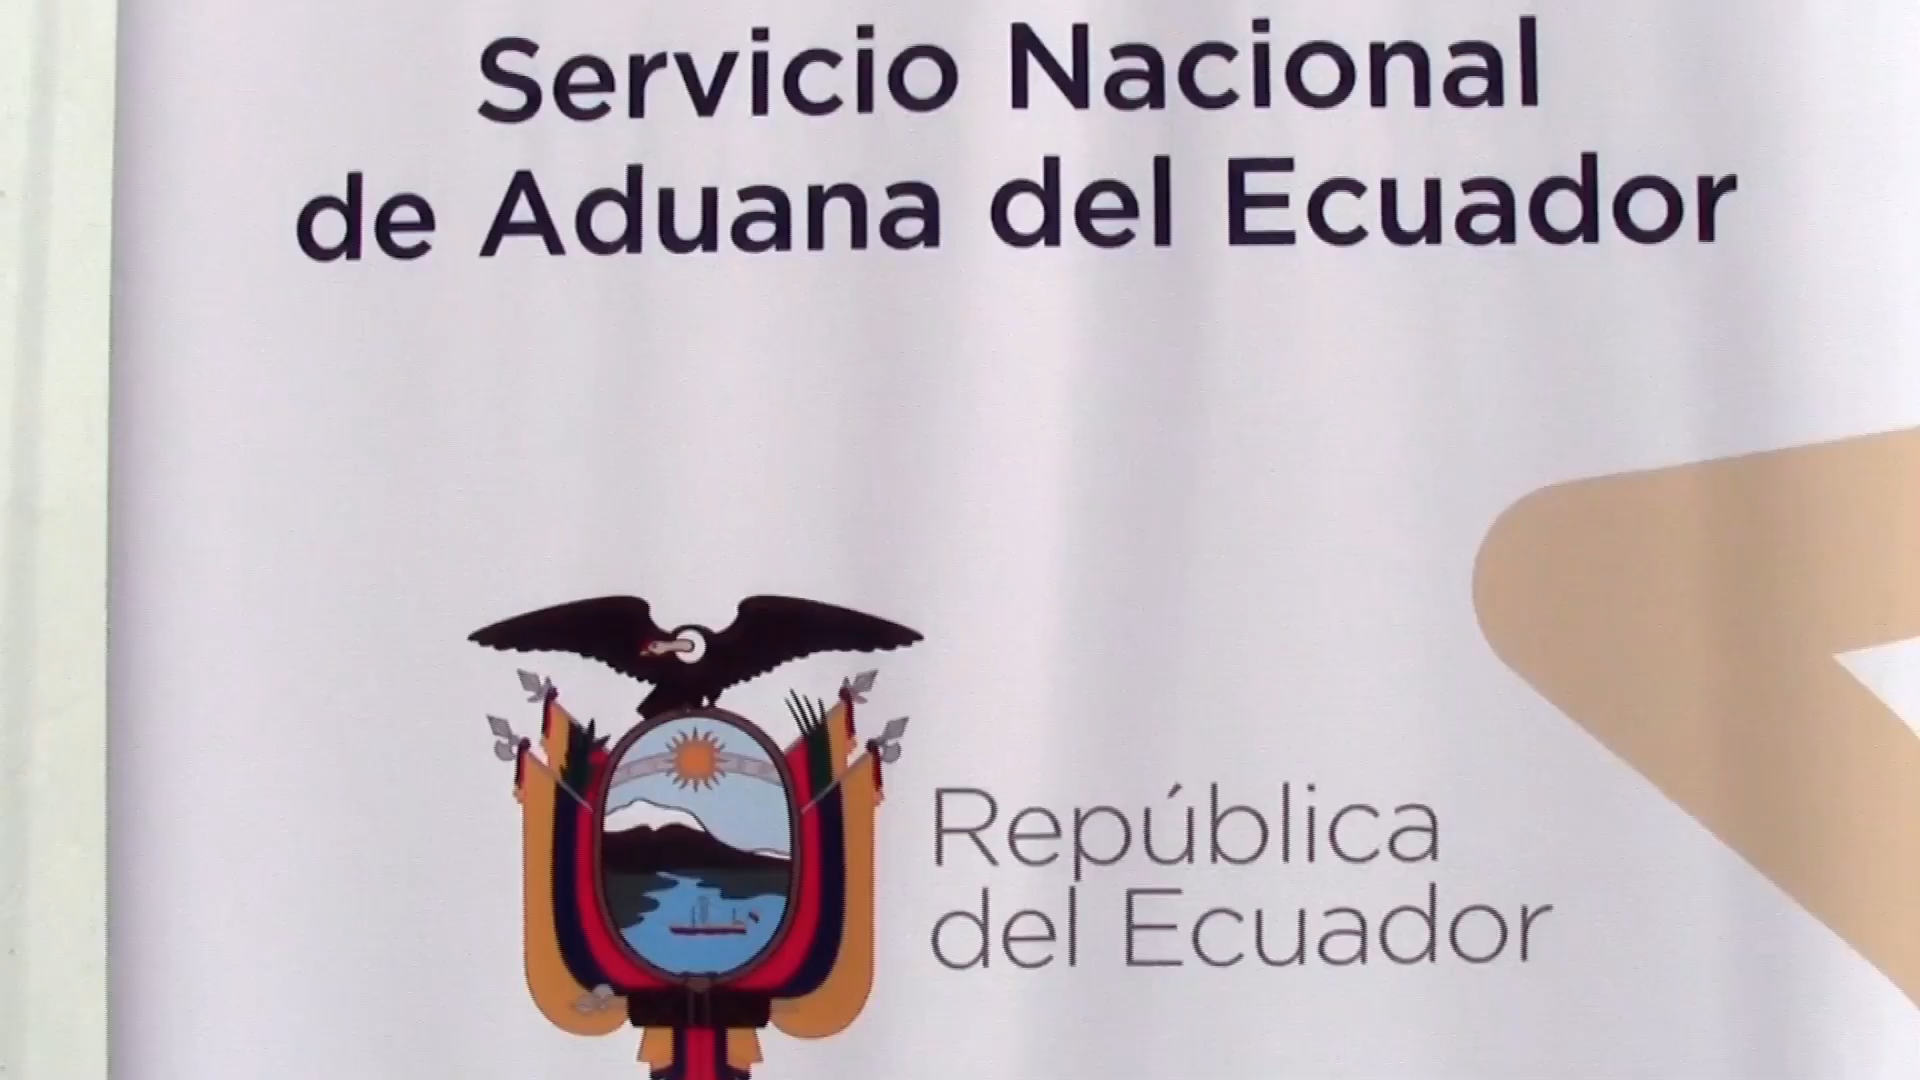 Servicio Nacional
de Aduana del Ecuador
República
del Ecuador